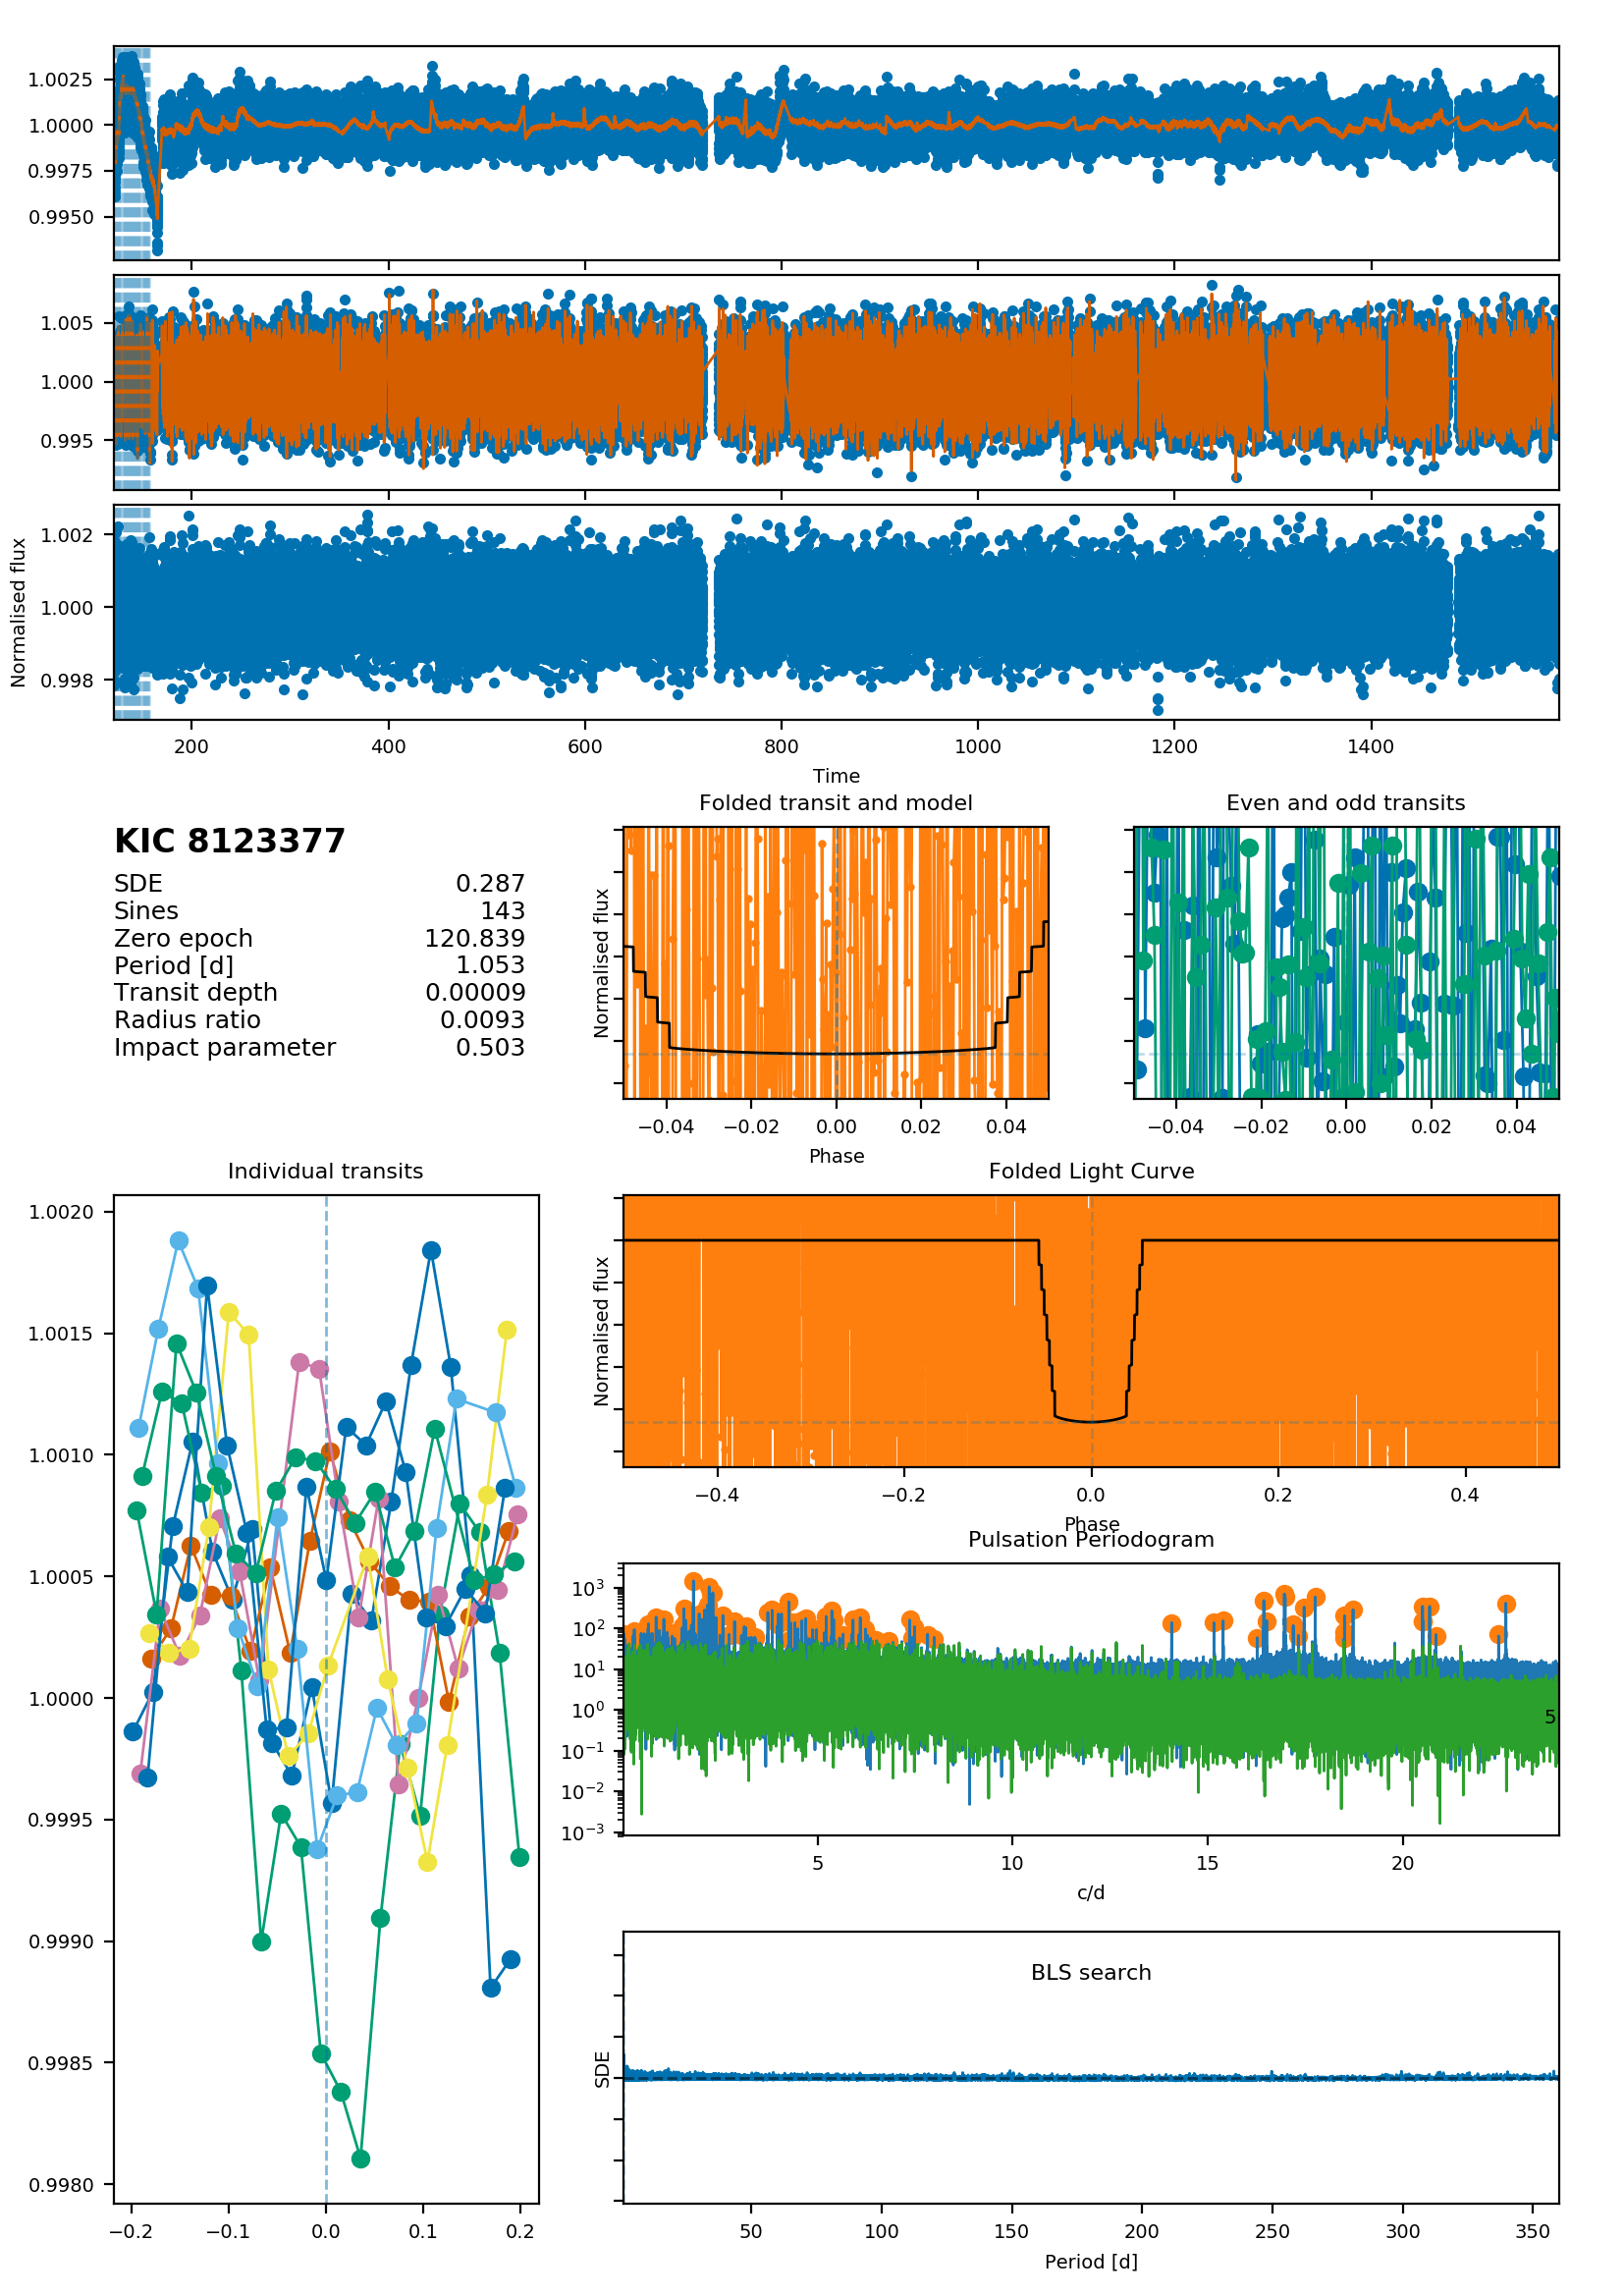 1.0025
1.0000
0.9975
0.9950
1.005
1.000
0.995
1.002
1.000
0.998
Normalised flux
200 400 600 800 1000 1200 1400
Time
KIC 8123377
SDE 0.287
Sines 143
Zero epoch 120.839
Period [d] 1.053
Transit depth 0.00009
Radius ratio 0.0093
Impact parameter 0.503
Folded transit and model
Normalised flux
−0.04 −0.02 0.00 0.02 0.04
Phase
Even and odd transits
−0.04 −0.02 0.00 0.02 0.04
Individual transits
1.0020
1.0015
1.0010
1.0005
1.0000
0.9995
0.9990
0.9985
0.9980
−0.2 −0.1 0.0 0.1 0.2
Folded Light Curve
Normalised flux
−0.4 −0.2 0.0 0.2 0.4
Phase
Pulsation Periodogram
10³
10²
10¹
10⁰
10⁻¹
10⁻²
10⁻³
5
5 10 15 20
c/d
BLS search
SDE
50 100 150 200 250 300 350
Period [d]